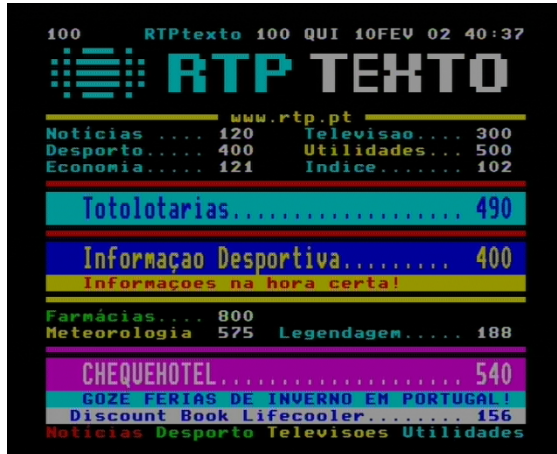 100 RTPtexto 100 QUI 10FEV 02 40:37
RTP TEXTO
www.rtp.pt
Notícias .... 120 Televisao.... 300
Desporto..... 400 Utilidades... 500
Economia..... 121 Indice....... 102
Totolotarias................... 490
Informaçao Desportiva......... 400
Informaçoes na hora certa!
Farmácias.... 800
Meteorologia 575 Legendagem..... 188
CHEQUEHOTEL.................... 540
GOZE FERIAS DE INVERNO EM PORTUGAL!
Discount Book Lifecooler........ 156
Notícias Desporto Televisoes Utilidades